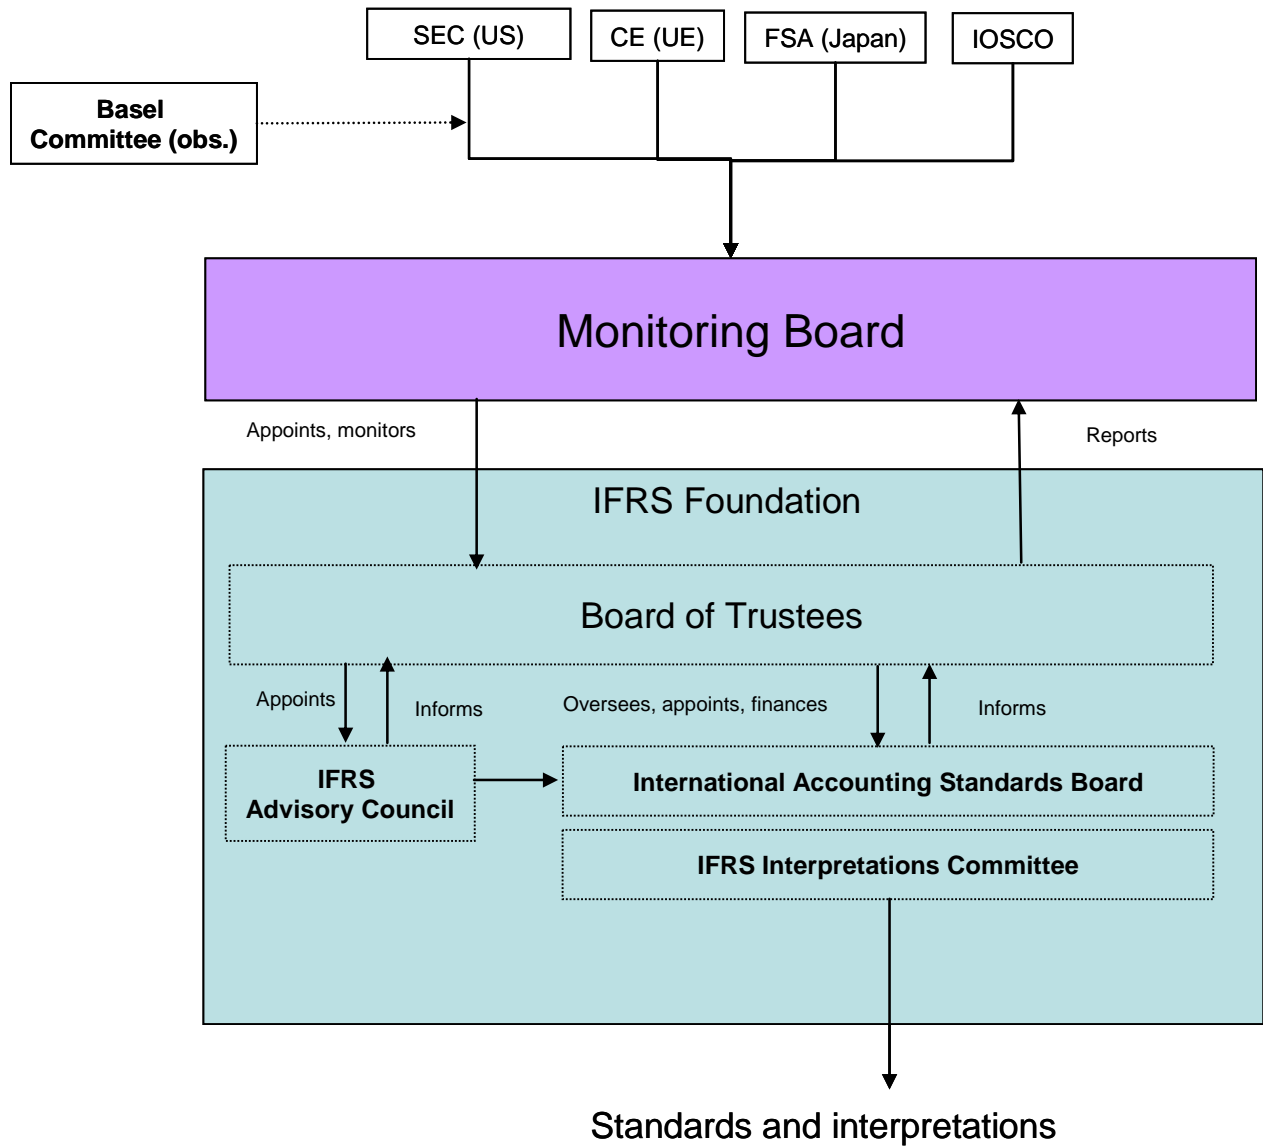 SEC (US)
CE (UE)
FSA (Japan)
IOSCO
Basel
Committee (obs.)
Monitoring Board
Appoints, monitors
Reports
IFRS Foundation
Board of Trustees
Appoints
Informs
Oversees, appoints, finances
Informs
IFRS
Advisory Council
International Accounting Standards Board
IFRS Interpretations Committee
Standards and interpretations